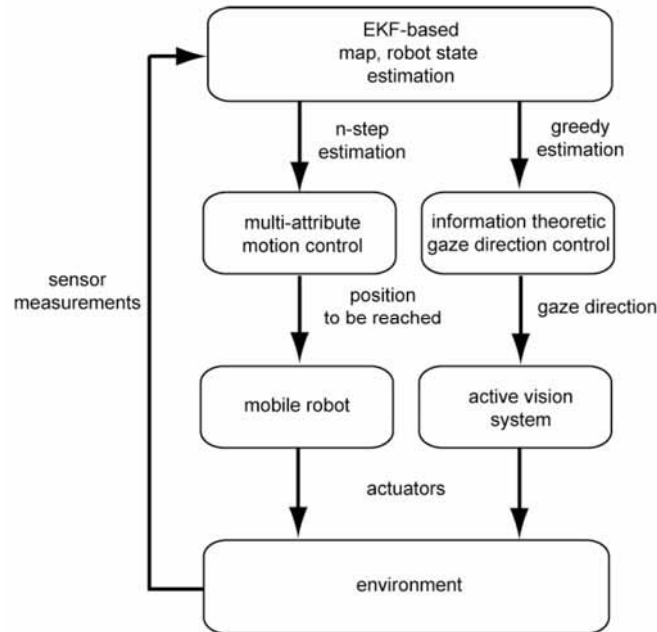 EKF-based
map, robot state
estimation
n-step
estimation
greedy
estimation
multi-attribute
motion control
information theoretic
gaze direction control
sensor
measurements
position
to be reached
gaze direction
mobile robot
active vision
system
actuators
environment